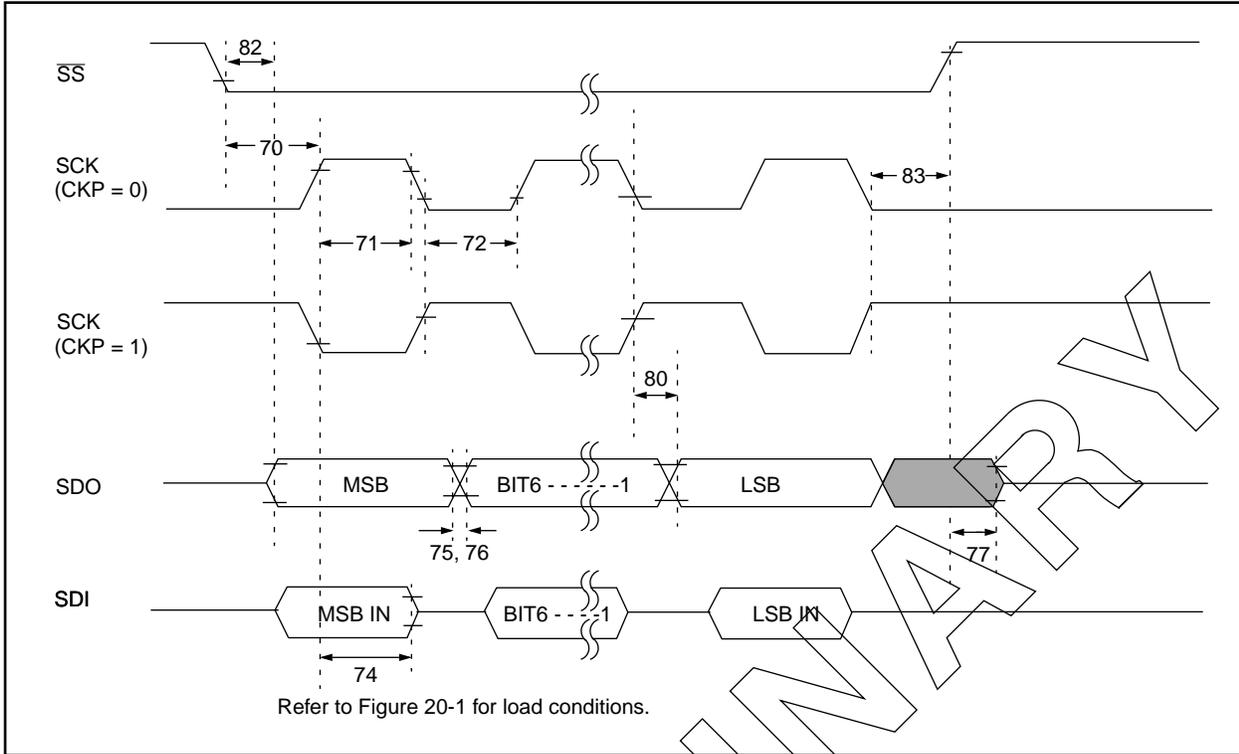 SS
82
70
SCK
(CKP = 0)
83
71
72
SCK
(CKP = 1)
80
SDO
MSB
BIT6 - - - - - -1
LSB
75, 76
77
SDI
MSB IN
BIT6 - - - -1
LSB IN
74
Refer to Figure 20-1 for load conditions.
INARY